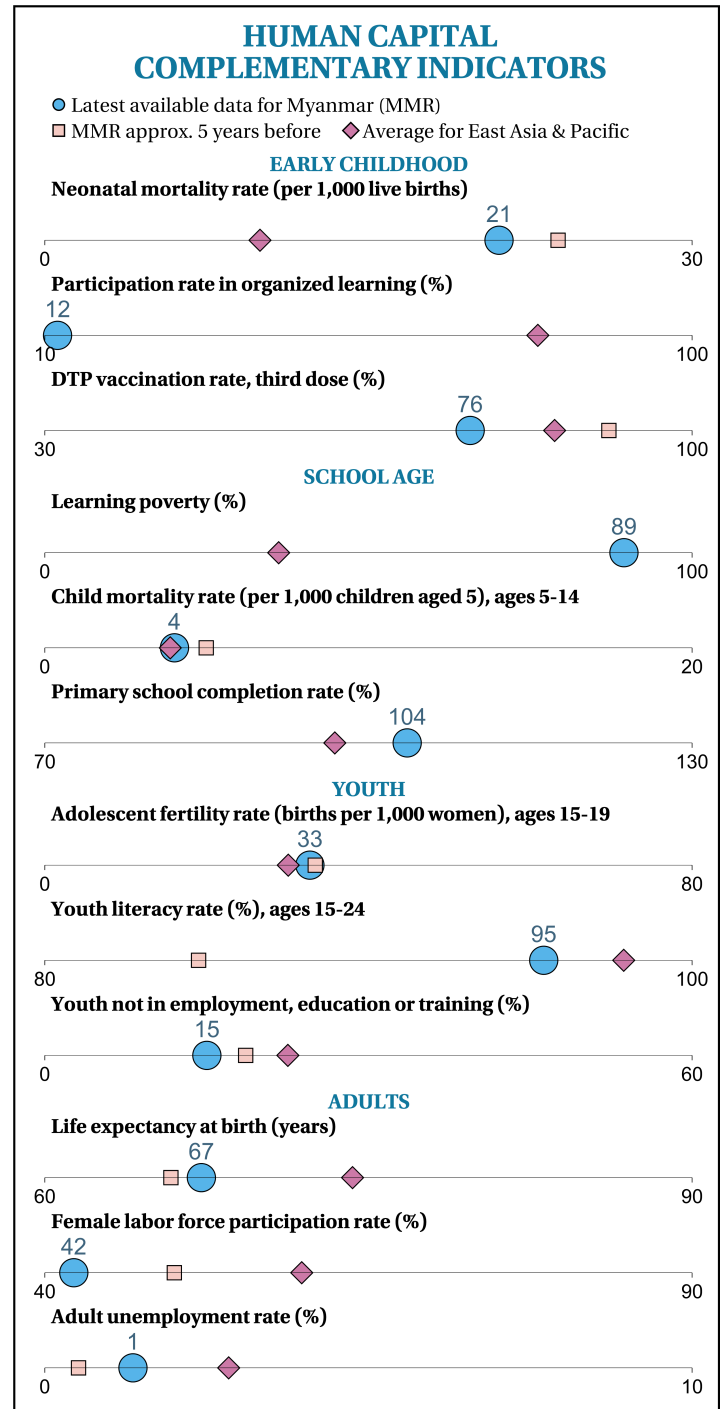 HUMAN CAPITAL
COMPLEMENTARY INDICATORS
Latest available data for Myanmar (MMR)
MMR approx. 5 years before Average for East Asia & Pacific
EARLY CHILDHOOD
Neonatal mortality rate (per 1,000 live births)
21
0 30
Participation rate in organized learning (%)
12
10 100
DTP vaccination rate, third dose (%)
76
30 100
SCHOOL AGE
Learning poverty (%)
89
0 100
Child mortality rate (per 1,000 children aged 5), ages 5-14
4
0 20
Primary school completion rate (%)
104
70 130
YOUTH
Adolescent fertility rate (births per 1,000 women), ages 15-19
33
0 80
Youth literacy rate (%), ages 15-24
95
80 100
Youth not in employment, education or training (%)
15
0 60
ADULTS
Life expectancy at birth (years)
67
60 90
Female labor force participation rate (%)
42
40 90
Adult unemployment rate (%)
1
0 10